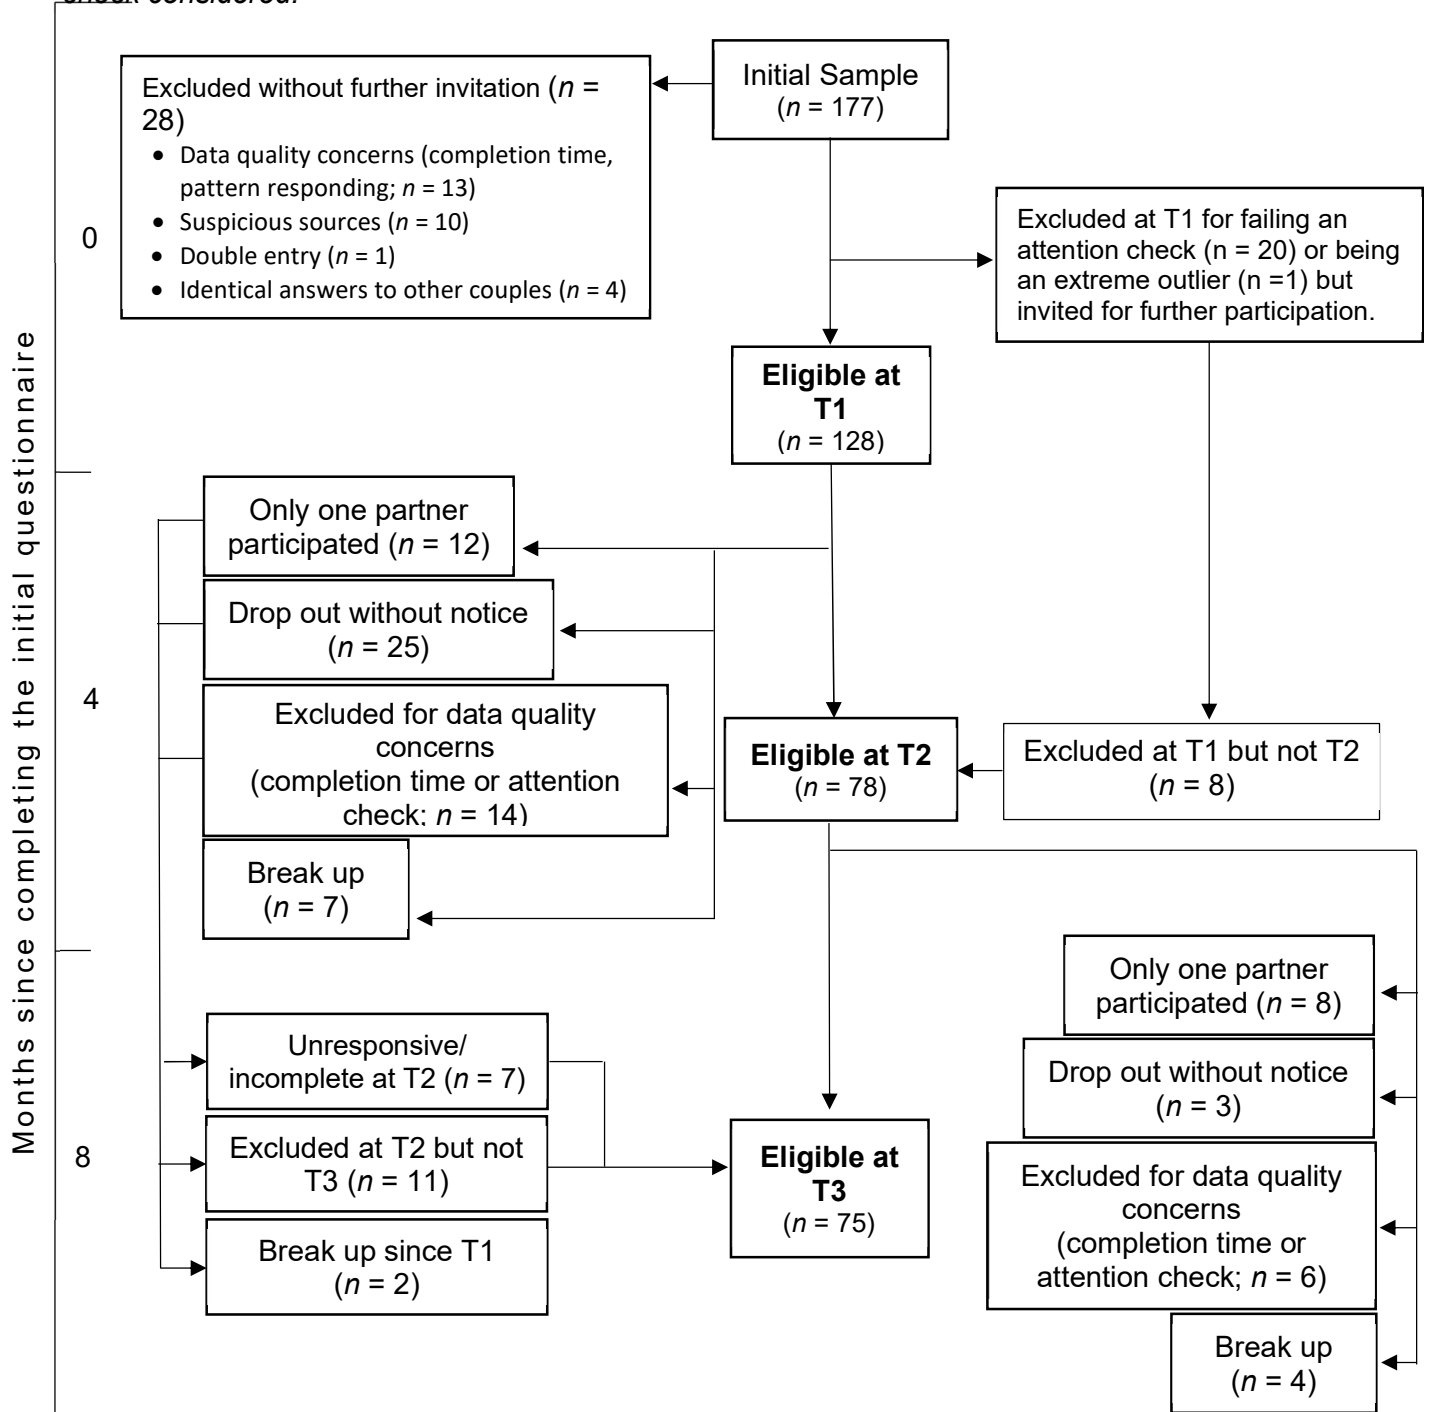 Initial Sample
(n = 177)
Excluded without further invitation (n =
28)
• Data quality concerns (completion time,
pattern responding; n = 13)
• Suspicious sources (n = 10)
• Double entry (n = 1)
• Identical answers to other couples (n = 4)
Excluded at T1 for failing an
attention check (n = 20) or being
an extreme outlier (n =1) but
invited for further participation.
0
Eligible at
T1
(n = 128)
Months since completing the initial questionnaire
Only one partner
participated (n = 12)
Drop out without notice
(n = 25)
4
Excluded for data quality
concerns
(completion time or attention
check; n = 14)
Break up
(n = 7)
Eligible at T2
(n = 78)
Excluded at T1 but not T2
(n = 8)
Only one partner
participated (n = 8)
Drop out without notice
(n = 3)
Excluded for data quality
concerns
(completion time or
attention check; n = 6)
Break up
(n = 4)
8
Unresponsive/
incomplete at T2 (n = 7)
Excluded at T2 but not
T3 (n = 11)
Break up since T1
(n = 2)
Eligible at
T3
(n = 75)